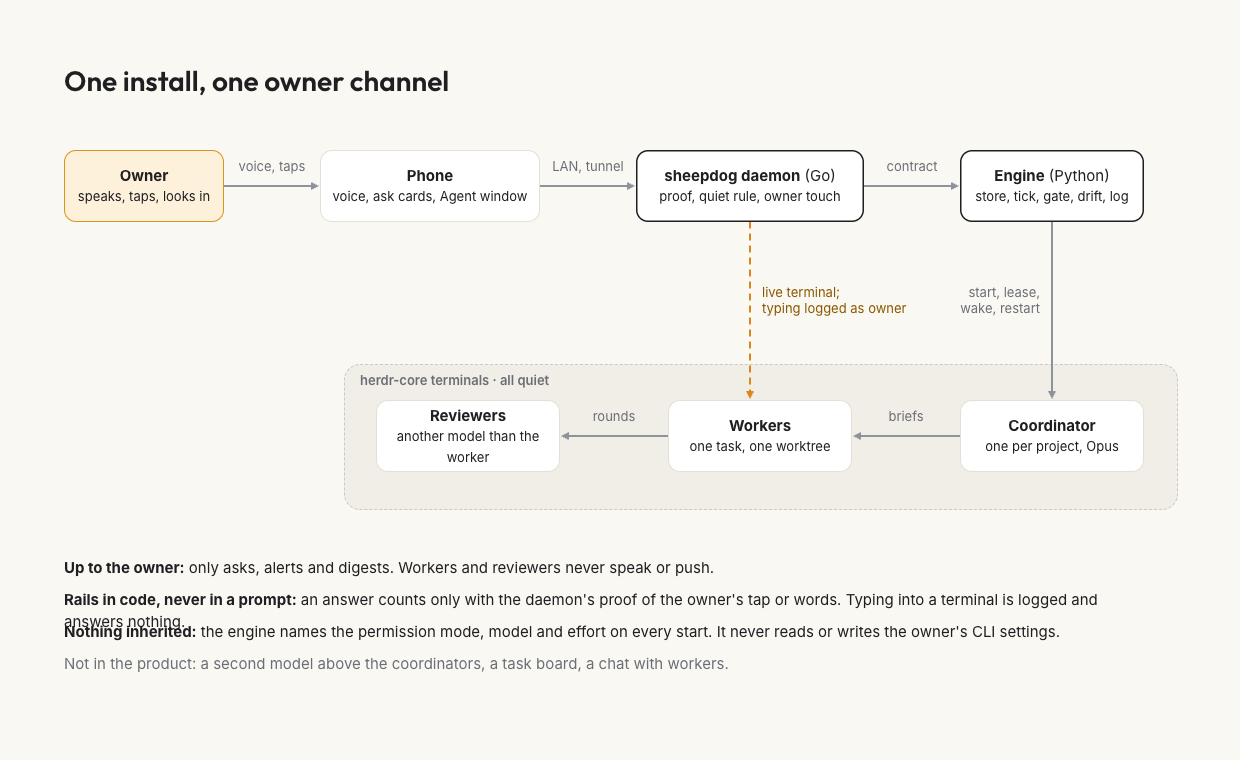 One install, one owner channel
Owner
speaks, taps, looks in
voice, taps
Phone
voice, ask cards, Agent window
LAN, tunnel
sheepdog daemon (Go)
proof, quiet rule, owner touch
contract
Engine (Python)
store, tick, gate, drift, log
live terminal;
typing logged as owner
start, lease,
wake, restart
herdr-core terminals · all quiet
Reviewers
another model than the
worker
rounds
Workers
one task, one worktree
briefs
Coordinator
one per project, Opus
Up to the owner: only asks, alerts and digests. Workers and reviewers never speak or push.
Rails in code, never in a prompt: an answer counts only with the daemon's proof of the owner's tap or words. Typing into a terminal is logged and
answers nothing.
Nothing inherited: the engine names the permission mode, model and effort on every start. It never reads or writes the owner's CLI settings.
Not in the product: a second model above the coordinators, a task board, a chat with workers.